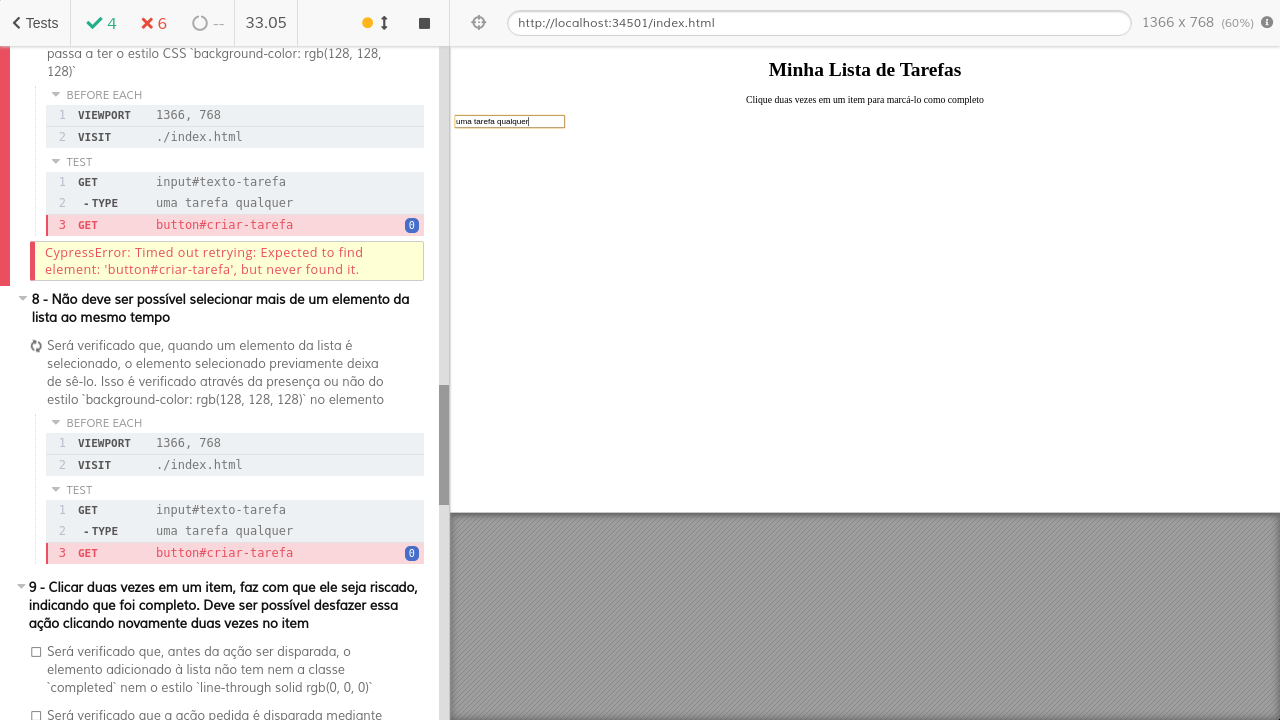 Tests 4 6 -- 33.05
http://localhost:34501/index.html 1366 x 768 (60%)
passa a ter o estilo CSS `background-color: rgb(128, 128,
128)`
BEFORE EACH
1 VIEWPORT 1366, 768
2 VISIT ./index.html
TEST
1 GET input#texto-tarefa
2 - TYPE uma tarefa qualquer
3 GET button#criar-tarefa 0
CypressError: Timed out retrying: Expected to find
element: 'button#criar-tarefa', but never found it.
8 - Não deve ser possível selecionar mais de um elemento da
lista ao mesmo tempo
Será verificado que, quando um elemento da lista é
selecionado, o elemento selecionado previamente deixa
de sê-lo. Isso é verificado através da presença ou não do
estilo `background-color: rgb(128, 128, 128)` no elemento
BEFORE EACH
1 VIEWPORT 1366, 768
2 VISIT ./index.html
TEST
1 GET input#texto-tarefa
2 - TYPE uma tarefa qualquer
3 GET button#criar-tarefa 0
9 - Clicar duas vezes em um item, faz com que ele seja riscado,
indicando que foi completo. Deve ser possível desfazer essa
ação clicando novamente duas vezes no item
Será verificado que, antes da ação ser disparada, o
elemento adicionado à lista não tem nem a classe
`completed` nem o estilo `line-through solid rgb(0, 0, 0)`
Será verificado que a ação pedida é disparada mediante
Minha Lista de Tarefas
Clique duas vezes em um item para marcá-lo como completo
uma tarefa qualquer